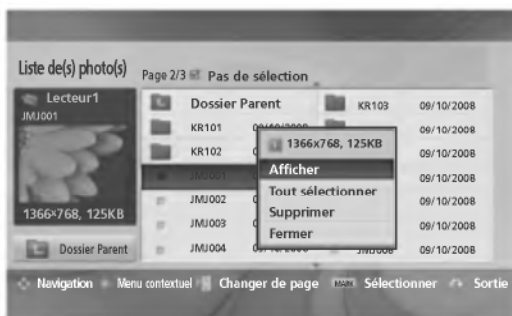 Liste de(s) photo(s) Page 2/3 Pas de sélection
Lecteur1
JMJ001
1366x768, 125KB
Dossier Parent
Dossier Parent
KR101
KR102
JMJ001
JMJ002
JMJ003
JMJ004
KR103 09/10/2008
09/10/2008
09/10/2008
09/10/2008
09/10/2008
09/10/2008
JMJ008 09/10/2008
1366x768, 125KB
Afficher
Tout sélectionner
Supprimer
Fermer
Navigation Menu contextuel Changer de page MARK Sélectionner Sortie